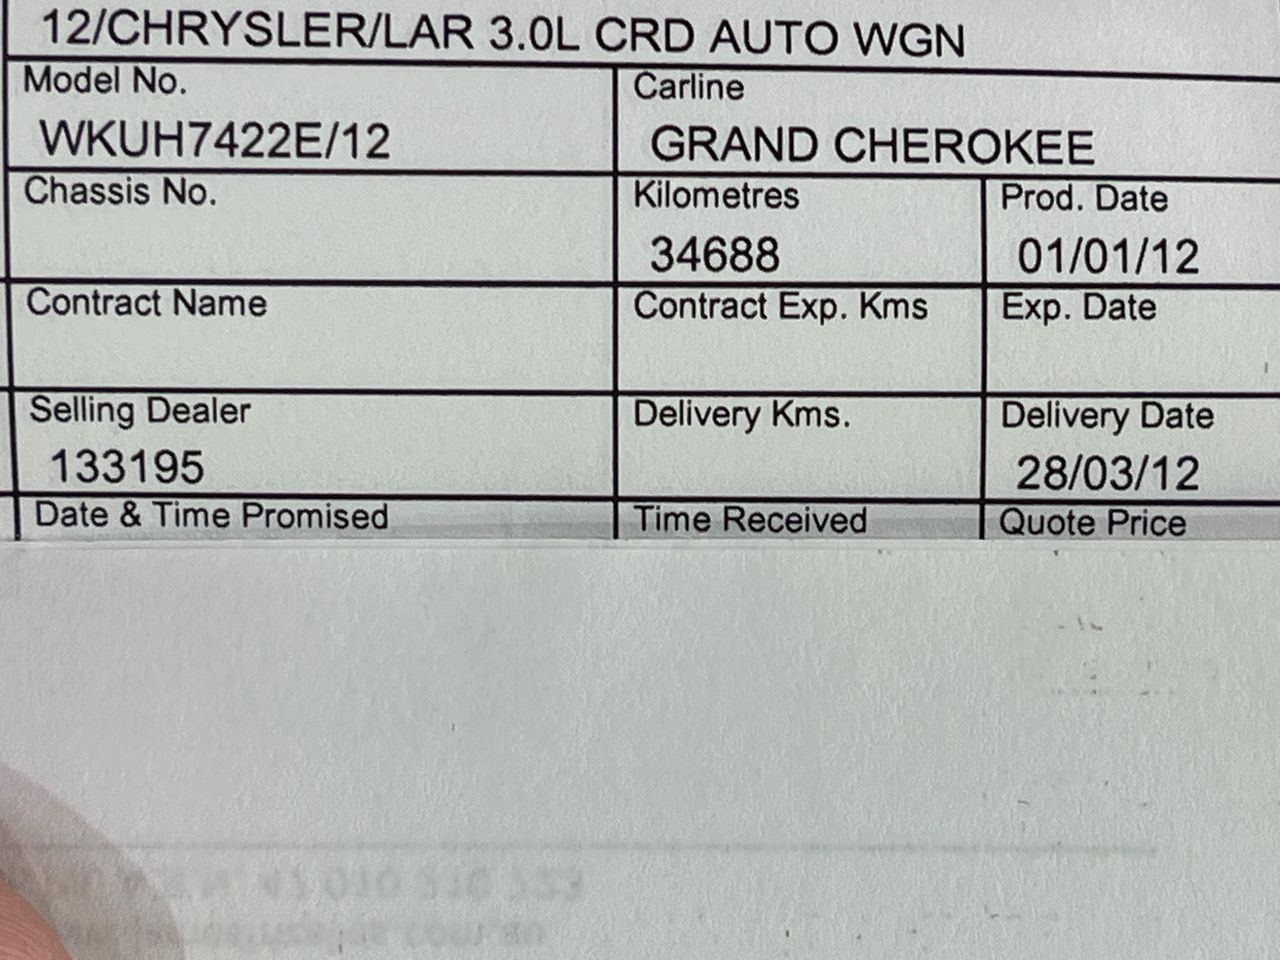 12/CHRYSLER/LAR 3.0L CRD AUTO WGN
Model No.
Carline
WKUH7422E/12
GRAND CHEROKEE
Chassis No.
Kilometres
Prod. Date
34688
01/01/12
Contract Name
Contract Exp. Kms
Exp. Date
Selling Dealer
Delivery Kms.
Delivery Date
133195
28/03/12
Date & Time Promised
Time Received
Quote Price